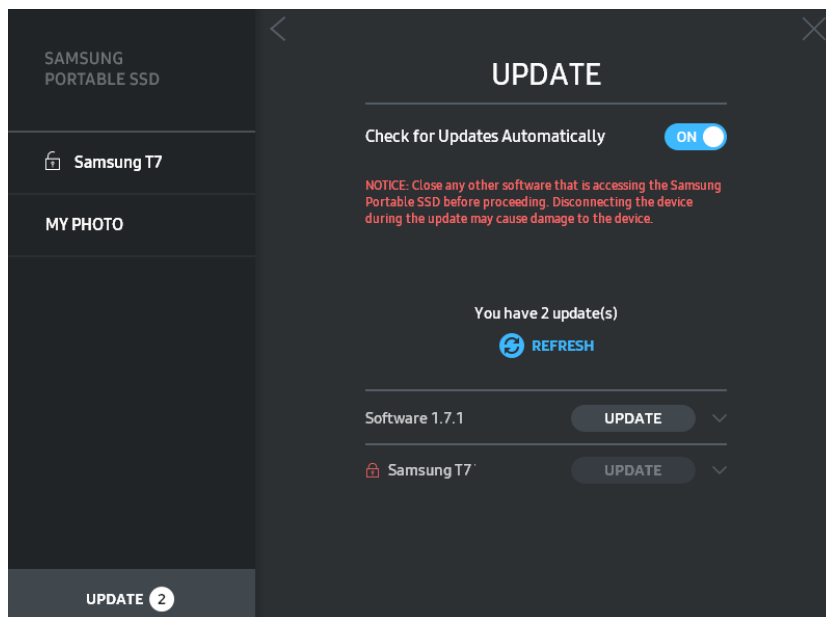 SAMSUNG
PORTABLE SSD
Samsung T7
MY PHOTO
UPDATE 2
UPDATE
Check for Updates Automatically ON
NOTICE: Close any other software that is accessing the Samsung
Portable SSD before proceeding. Disconnecting the device
during the update may cause damage to the device.
You have 2 update(s)
REFRESH
Software 1.7.1 UPDATE
Samsung T7 UPDATE